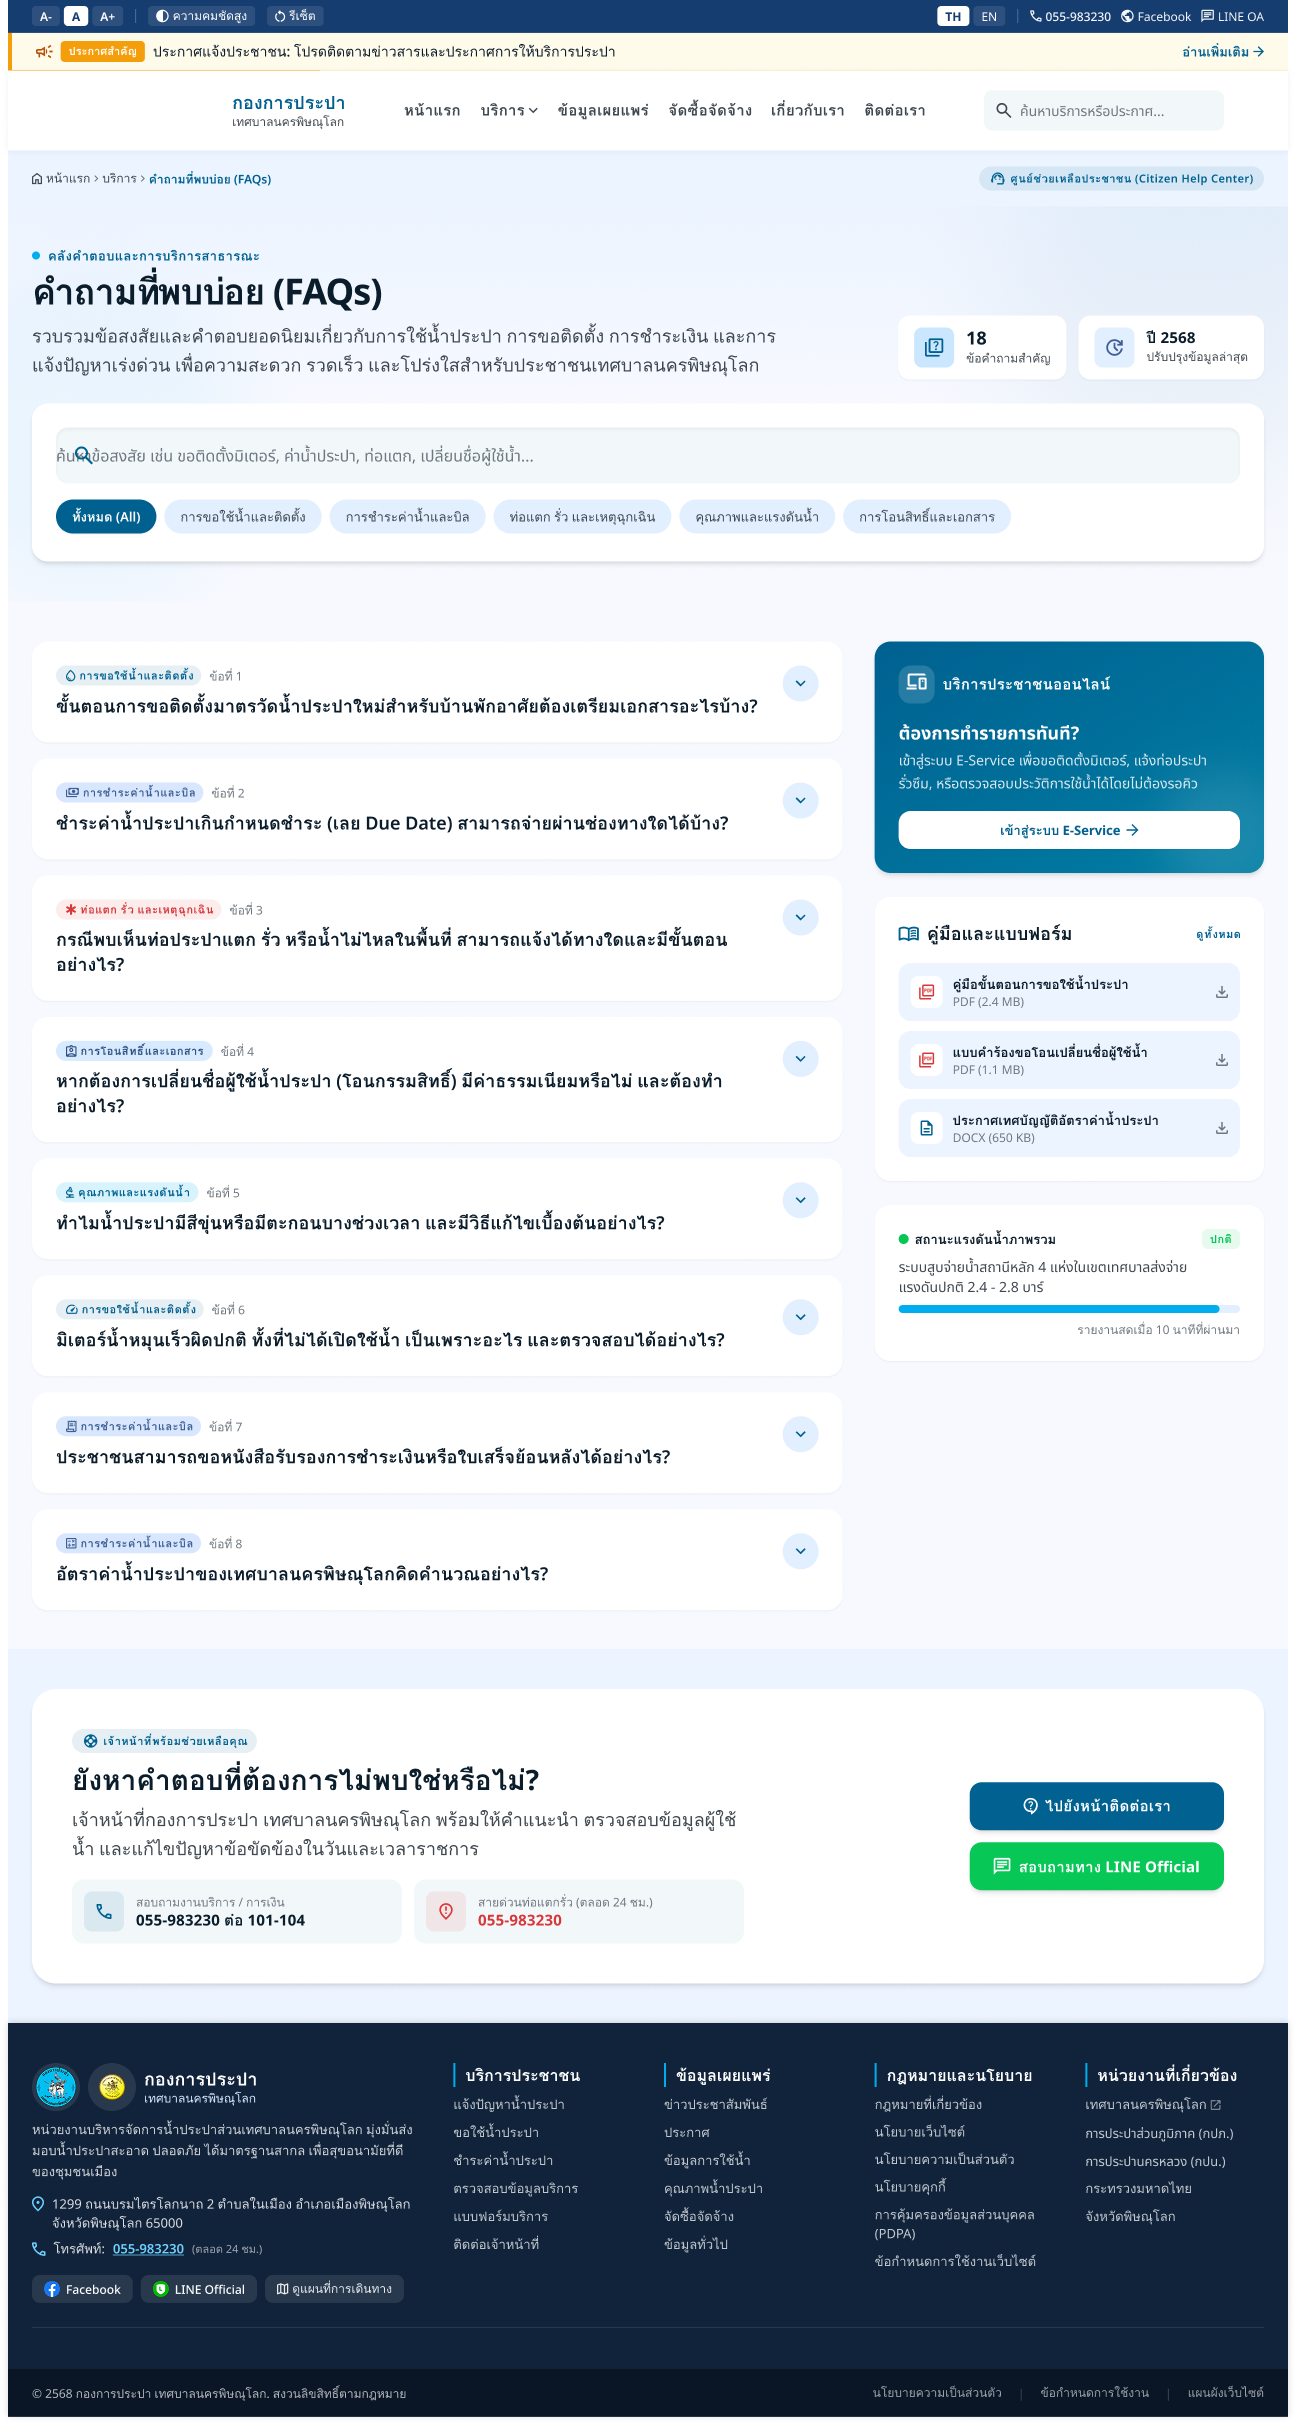 A- A A+ ความคมชัดสูง รีเซ็ต TH EN 055-983230 Facebook LINE OA
ประกาศสำคัญ ประกาศแจ้งประชาชน: โปรดติดตามข่าวสารและประกาศการให้บริการประปา อ่านเพิ่มเติม
กองการประปา
เทศบาลนครพิษณุโลก
หน้าแรก บริการ ข้อมูลเผยแพร่ จัดซื้อจัดจ้าง เกี่ยวกับเรา ติดต่อเรา ค้นหาบริการหรือประกาศ...
หน้าแรก > บริการ > คำถามที่พบบ่อย (FAQs) ศูนย์ช่วยเหลือประชาชน (Citizen Help Center)
คลังคำตอบและการบริการสาธารณะ
คำถามที่พบบ่อย (FAQs)
รวบรวมข้อสงสัยและคำตอบยอดนิยมเกี่ยวกับการใช้น้ำประปา การขอติดตั้ง การชำระเงิน และการ
แจ้งปัญหาเร่งด่วน เพื่อความสะดวก รวดเร็ว และโปร่งใสสำหรับประชาชนเทศบาลนครพิษณุโลก
18
ข้อคำถามสำคัญ
ปี 2568
ปรับปรุงข้อมูลล่าสุด
ค้นหาข้อสงสัย เช่น ขอติดตั้งมิเตอร์, ค่าน้ำประปา, ท่อแตก, เปลี่ยนชื่อผู้ใช้น้ำ...
ทั้งหมด (All) การขอใช้น้ำและติดตั้ง การชำระค่าน้ำและบิล ท่อแตก รั่ว และเหตุฉุกเฉิน คุณภาพและแรงดันน้ำ การโอนสิทธิ์และเอกสาร
การขอใช้น้ำและติดตั้ง ข้อที่ 1
ขั้นตอนการขอติดตั้งมาตรวัดน้ำประปาใหม่สำหรับบ้านพักอาศัยต้องเตรียมเอกสารอะไรบ้าง?
การชำระค่าน้ำและบิล ข้อที่ 2
ชำระค่าน้ำประปาเกินกำหนดชำระ (เลย Due Date) สามารถจ่ายผ่านช่องทางใดได้บ้าง?
ท่อแตก รั่ว และเหตุฉุกเฉิน ข้อที่ 3
กรณีพบเห็นท่อประปาแตก รั่ว หรือน้ำไม่ไหลในพื้นที่ สามารถแจ้งได้ทางใดและมีขั้นตอน
อย่างไร?
การโอนสิทธิ์และเอกสาร ข้อที่ 4
หากต้องการเปลี่ยนชื่อผู้ใช้น้ำประปา (โอนกรรมสิทธิ์) มีค่าธรรมเนียมหรือไม่ และต้องทำ
อย่างไร?
คุณภาพและแรงดันน้ำ ข้อที่ 5
ทำไมน้ำประปามีสีขุ่นหรือมีตะกอนบางช่วงเวลา และมีวิธีแก้ไขเบื้องต้นอย่างไร?
การขอใช้น้ำและติดตั้ง ข้อที่ 6
มิเตอร์น้ำหมุนเร็วผิดปกติ ทั้งที่ไม่ได้เปิดใช้น้ำ เป็นเพราะอะไร และตรวจสอบได้อย่างไร?
การชำระค่าน้ำและบิล ข้อที่ 7
ประชาชนสามารถขอหนังสือรับรองการชำระเงินหรือใบเสร็จย้อนหลังได้อย่างไร?
การชำระค่าน้ำและบิล ข้อที่ 8
อัตราค่าน้ำประปาของเทศบาลนครพิษณุโลกคิดคำนวณอย่างไร?
บริการประชาชนออนไลน์
ต้องการทำรายการทันที?
เข้าสู่ระบบ E-Service เพื่อขอติดตั้งมิเตอร์, แจ้งท่อประปา
รั่วซึม, หรือตรวจสอบประวัติการใช้น้ำได้โดยไม่ต้องรอคิว
เข้าสู่ระบบ E-Service
คู่มือและแบบฟอร์ม ดูทั้งหมด
คู่มือขั้นตอนการขอใช้น้ำประปา
PDF (2.4 MB)
แบบคำร้องขอโอนเปลี่ยนชื่อผู้ใช้น้ำ
PDF (1.1 MB)
ประกาศเทศบัญญัติอัตราค่าน้ำประปา
DOCX (650 KB)
สถานะแรงดันน้ำภาพรวม ปกติ
ระบบสูบจ่ายน้ำสถานีหลัก 4 แห่งในเขตเทศบาลส่งจ่าย
แรงดันปกติ 2.4 - 2.8 บาร์
รายงานสดเมื่อ 10 นาทีที่ผ่านมา
เจ้าหน้าที่พร้อมช่วยเหลือคุณ
ยังหาคำตอบที่ต้องการไม่พบใช่หรือไม่?
เจ้าหน้าที่กองการประปา เทศบาลนครพิษณุโลก พร้อมให้คำแนะนำ ตรวจสอบข้อมูลผู้ใช้
น้ำ และแก้ไขปัญหาข้อขัดข้องในวันและเวลาราชการ
สอบถามงานบริการ / การเงิน
055-983230 ต่อ 101-104
สายด่วนท่อแตกรั่ว (ตลอด 24 ชม.)
055-983230
ไปยังหน้าติดต่อเรา
สอบถามทาง LINE Official
กองการประปา
เทศบาลนครพิษณุโลก
หน่วยงานบริหารจัดการน้ำประปาส่วนเทศบาลนครพิษณุโลก มุ่งมั่นส่ง
มอบน้ำประปาสะอาด ปลอดภัย ได้มาตรฐานสากล เพื่อสุขอนามัยที่ดี
ของชุมชนเมือง
1299 ถนนบรมไตรโลกนาถ 2 ตำบลในเมือง อำเภอเมืองพิษณุโลก
จังหวัดพิษณุโลก 65000
โทรศัพท์: 055-983230 (ตลอด 24 ชม.)
Facebook LINE Official ดูแผนที่การเดินทาง
บริการประชาชน
แจ้งปัญหาน้ำประปา
ขอใช้น้ำประปา
ชำระค่าน้ำประปา
ตรวจสอบข้อมูลบริการ
แบบฟอร์มบริการ
ติดต่อเจ้าหน้าที่
ข้อมูลเผยแพร่
ข่าวประชาสัมพันธ์
ประกาศ
ข้อมูลการใช้น้ำ
คุณภาพน้ำประปา
จัดซื้อจัดจ้าง
ข้อมูลทั่วไป
กฎหมายและนโยบาย
กฎหมายที่เกี่ยวข้อง
นโยบายเว็บไซต์
นโยบายความเป็นส่วนตัว
นโยบายคุกกี้
การคุ้มครองข้อมูลส่วนบุคคล
(PDPA)
ข้อกำหนดการใช้งานเว็บไซต์
หน่วยงานที่เกี่ยวข้อง
เทศบาลนครพิษณุโลก
การประปาส่วนภูมิภาค (กปภ.)
การประปานครหลวง (กปน.)
กระทรวงมหาดไทย
จังหวัดพิษณุโลก
© 2568 กองการประปา เทศบาลนครพิษณุโลก. สงวนลิขสิทธิ์ตามกฎหมาย
นโยบายความเป็นส่วนตัว | ข้อกำหนดการใช้งาน | แผนผังเว็บไซต์